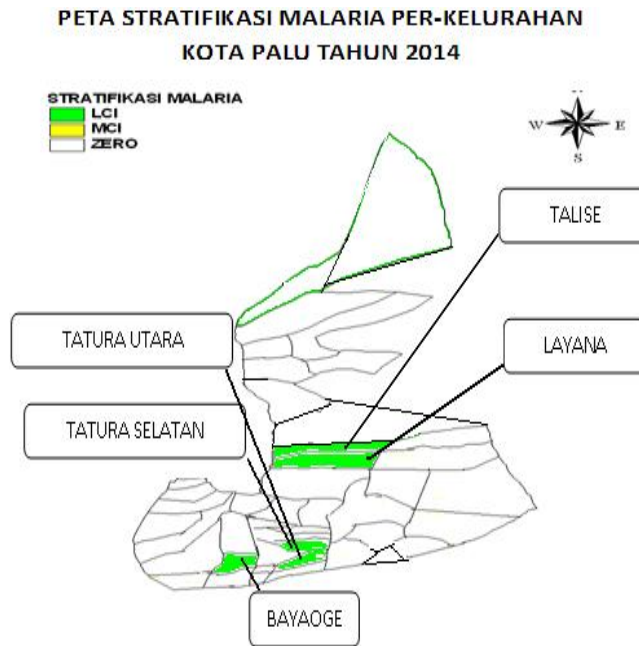 PETA STRATIFIKASI MALARIA PER-KELURAHAN
KOTA PALU TAHUN 2014
STRATIFIKASI MALARIA
LCI
MCI
ZERO
W
E
S
TALISE
TATURA UTARA
LAYANA
TATURA SELATAN
BAYAOGE